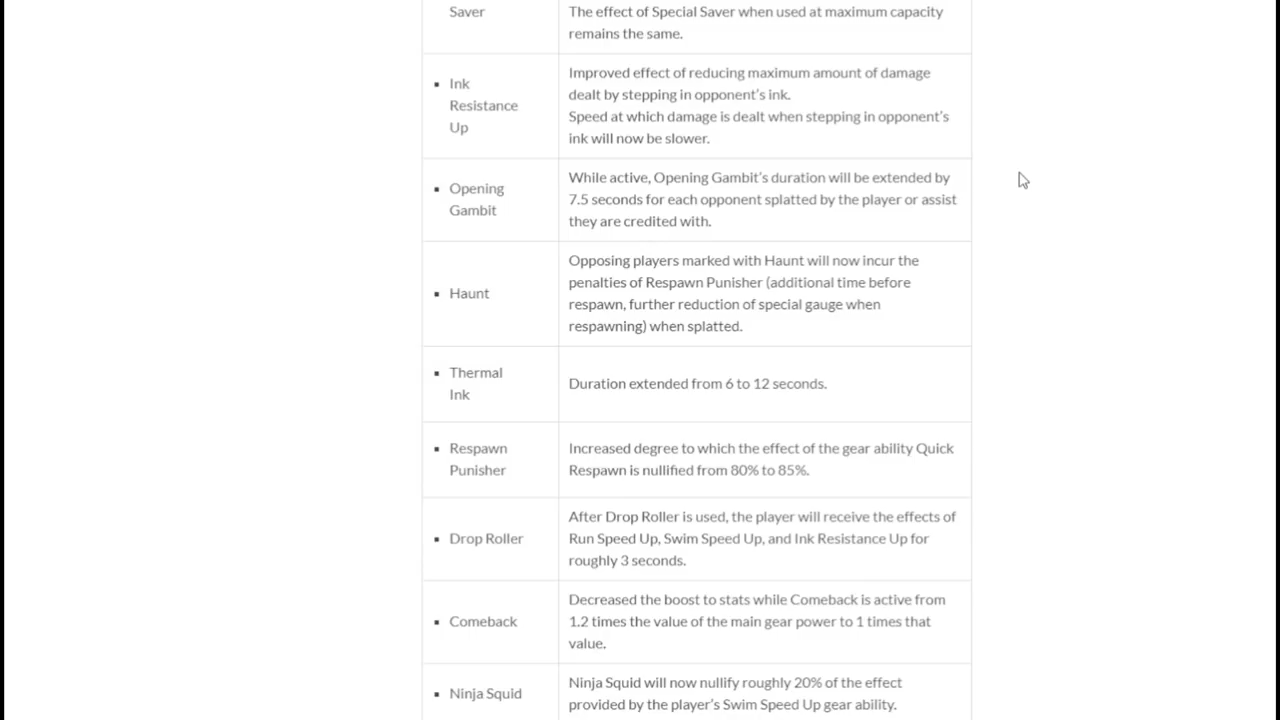 Saver
The effect of Special Saver when used at maximum capacity
remains the same.
Ink
Resistance
Up
Improved effect of reducing maximum amount of damage
dealt by stepping in opponent’s ink.
Speed at which damage is dealt when stepping in opponent’s
ink will now be slower.
Opening
Gambit
While active, Opening Gambit’s duration will be extended by
7.5 seconds for each opponent splatted by the player or assist
they are credited with.
Haunt
Opposing players marked with Haunt will now incur the
penalties of Respawn Punisher (additional time before
respawn, further reduction of special gauge when
respawning) when splatted.
Thermal
Ink
Duration extended from 6 to 12 seconds.
Respawn
Punisher
Increased degree to which the effect of the gear ability Quick
Respawn is nullified from 80% to 85%.
Drop Roller
After Drop Roller is used, the player will receive the effects of
Run Speed Up, Swim Speed Up, and Ink Resistance Up for
roughly 3 seconds.
Comeback
Decreased the boost to stats while Comeback is active from
1.2 times the value of the main gear power to 1 times that
value.
Ninja Squid
Ninja Squid will now nullify roughly 20% of the effect
provided by the player’s Swim Speed Up gear ability.